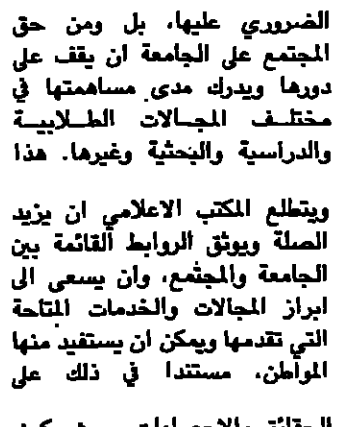 الضروري عليها، بل ومن حق
المجتمع على الجامعة ان يقف على
دورها ويدرك مدى مساهمتها في
مختلف المجالات الطلابية
والدراسية والبحثية وغيرها. هذا
ويتطلع المكتب الاعلامي ان يزيد
الصلة ويوثق الروابط القائمة بين
الجامعة والمجتمع، وان يسعى الى
ابراز المجالات والخدمات المتاحة
التي تقدمها ويمكن ان يستفيد منها
المواطن، مستندا في ذلك على